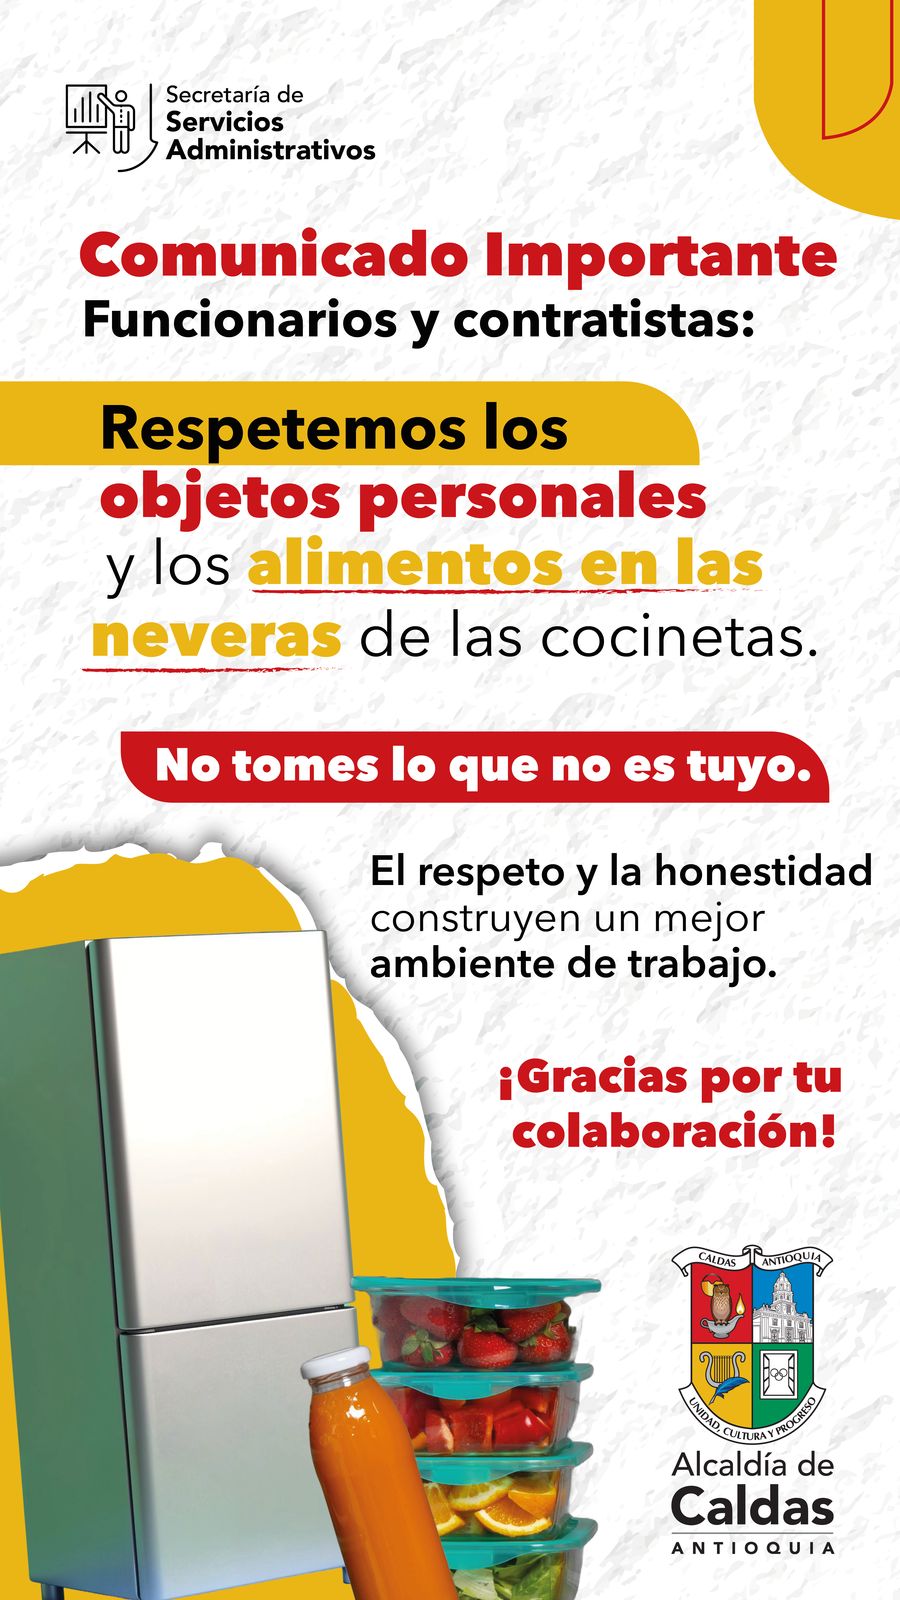 Secretaría de
Servicios
Administrativos
Comunicado Importante
Funcionarios y contratistas:
Respetemos los
objetos personales
y los alimentos en las
neveras de las cocinetas.
No tomes lo que no es tuyo.
El respeto y la honestidad
construyen un mejor
ambiente de trabajo.
¡Gracias por tu
colaboración!
CALDAS ANTIOQUIA
UNIDAD, CULTURA Y PROGRESO
Alcaldía de
Caldas
ANTIOQUIA